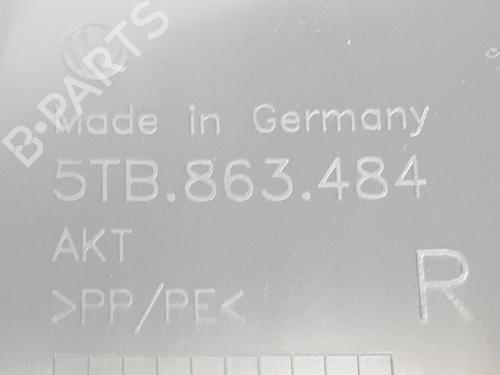 B-PARTS
Made in Germany
5TB.863.484
AKT
R
>PP/PE<